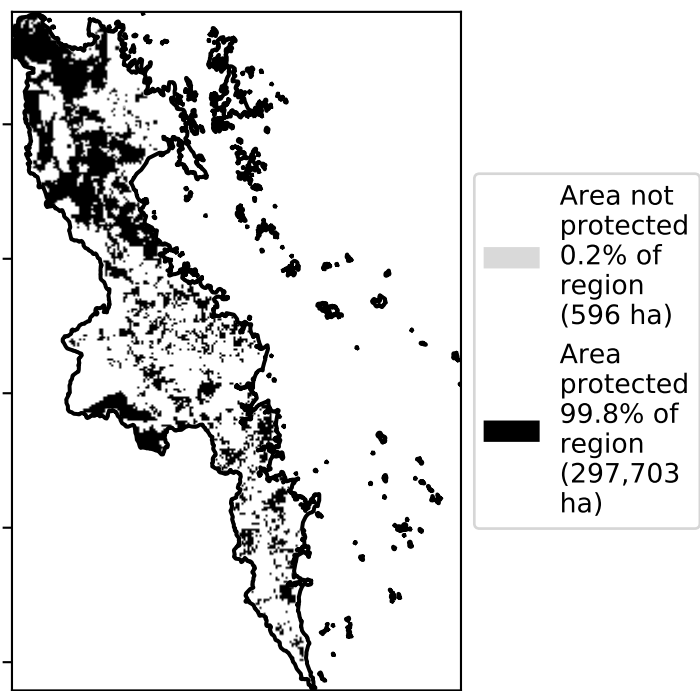 Area not
protected
0.2% of
region
(596 ha)
Area
protected
99.8% of
region
(297,703
ha)